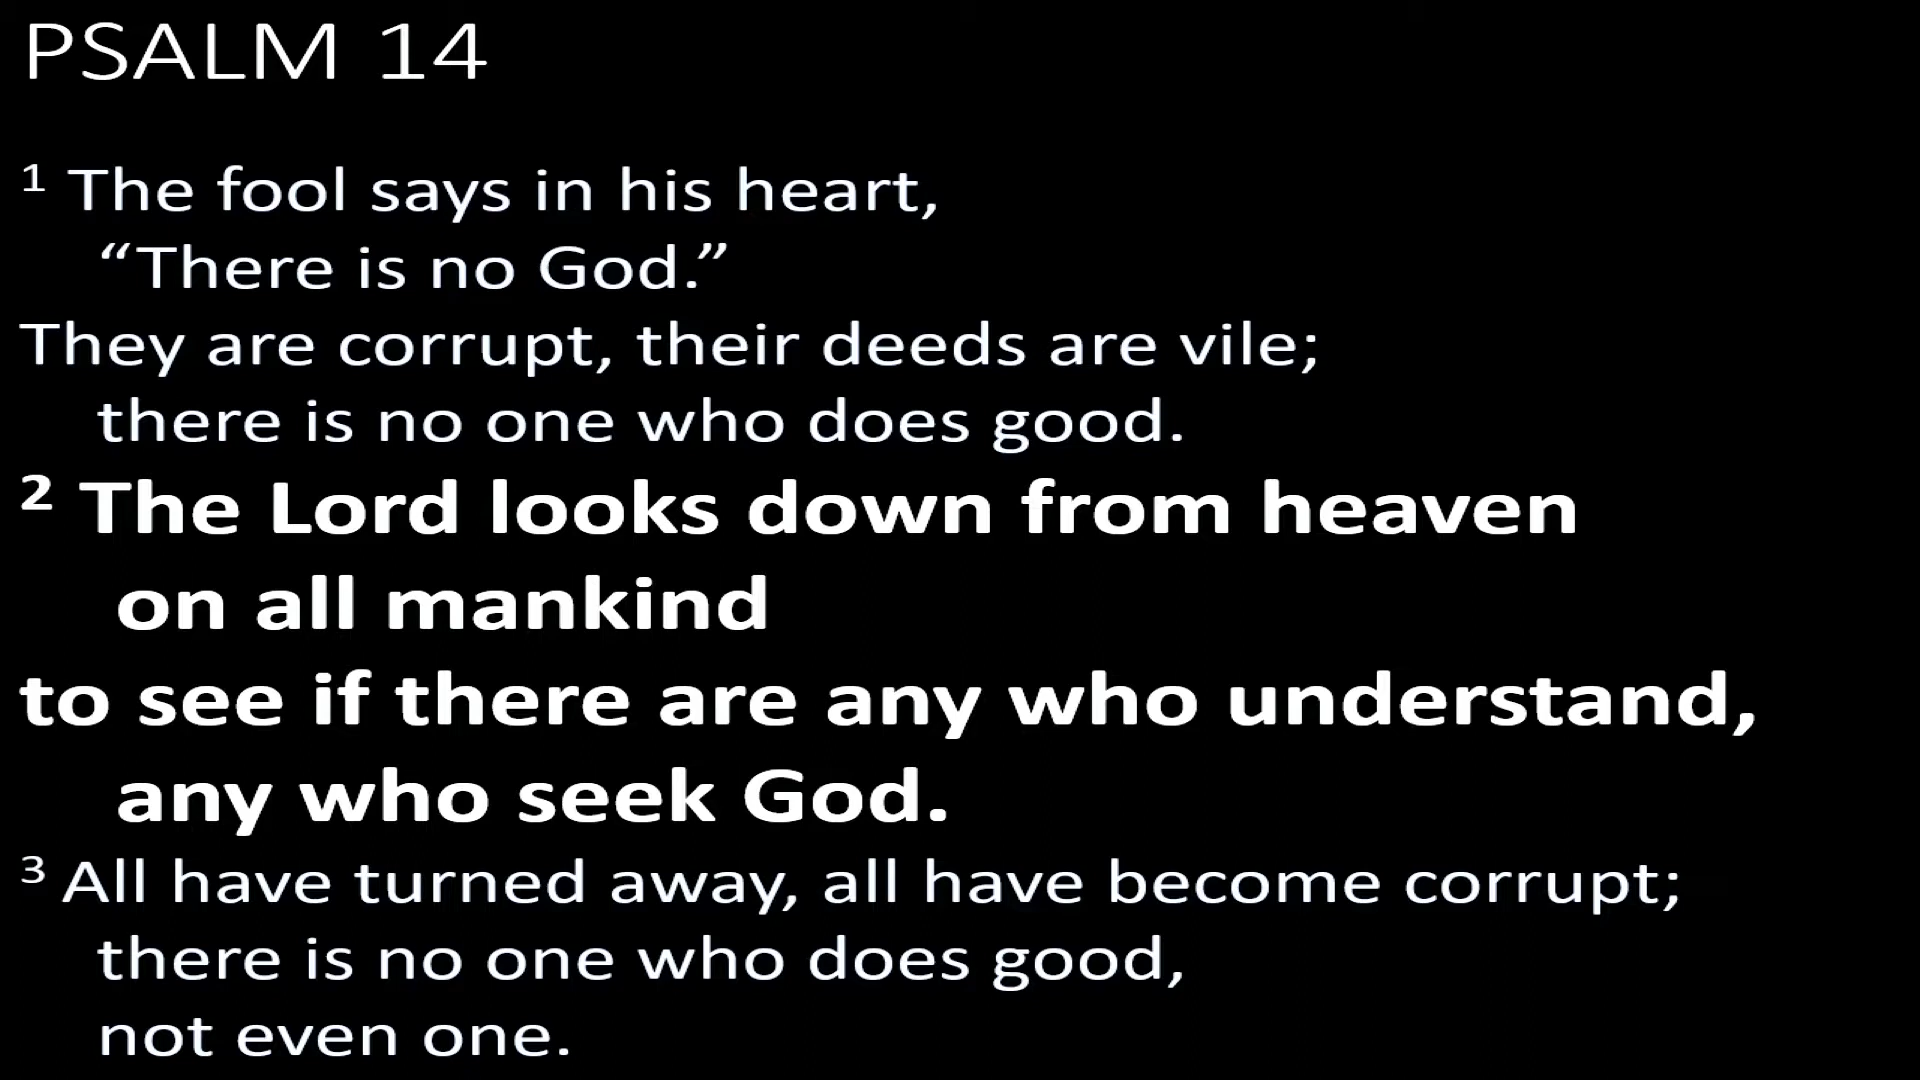 PSALM 14
1 The fool says in his heart,
“There is no God.”
They are corrupt, their deeds are vile;
there is no one who does good.
2 The Lord looks down from heaven
on all mankind
to see if there are any who understand,
any who seek God.
3 All have turned away, all have become corrupt;
there is no one who does good,
not even one.